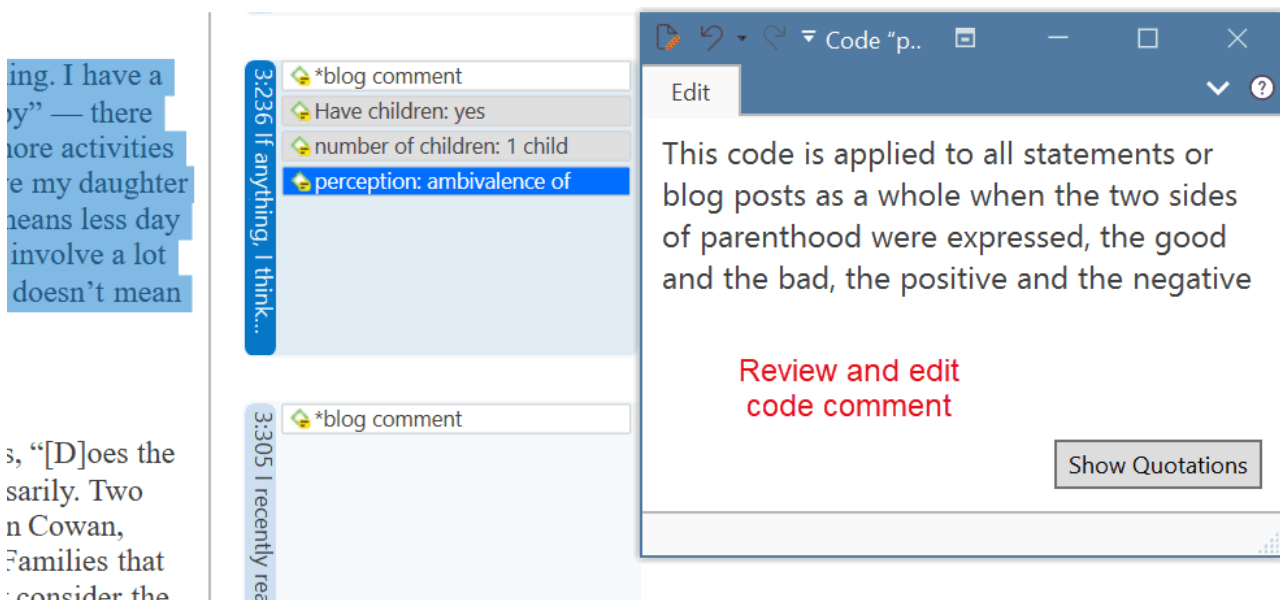 ing. I have a
y” — there
ore activities
e my daughter
means less day
involve a lot
doesn’t mean
s, “[D]oes the
sarily. Two
n Cowan,
Families that
consider the
3:236 If anything, I think...
*blog comment
Have children: yes
number of children: 1 child
perception: ambivalence of
3:305 I recently rea
*blog comment
Code “p..
Edit
This code is applied to all statements or
blog posts as a whole when the two sides
of parenthood were expressed, the good
and the bad, the positive and the negative
Review and edit
code comment
Show Quotations